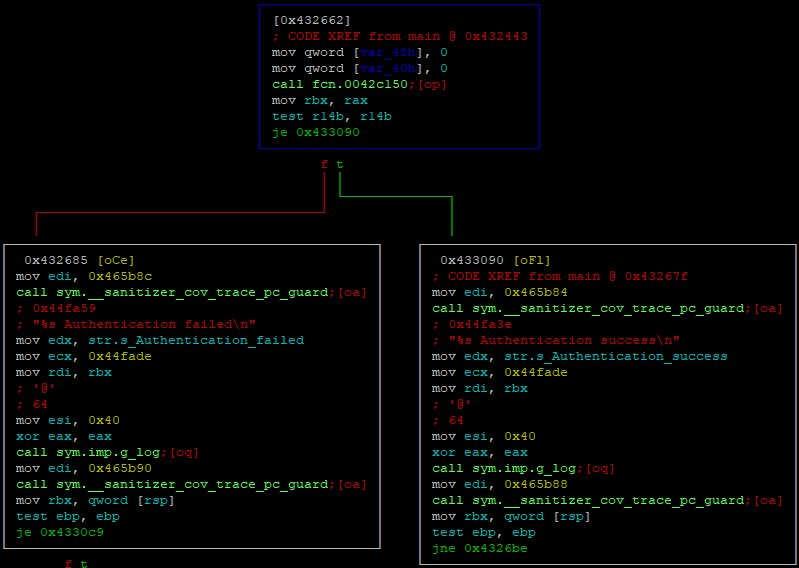 [0x432662]
; CODE XREF from main @ 0x432443
mov qword [var_40h], 0
mov qword [var_40h], 0
call fcn.0042c150;[op]
mov rbx, rax
test r14b, r14b
je 0x433090
f t
0x432685 [oCe]
mov edi, 0x465b8c
call sym.__sanitizer_cov_trace_pc_guard;[oa]
; 0x44fa59
; "%s Authentication failed\n"
mov edx, str.s_Authentication_failed
mov ecx, 0x44fade
mov rdi, rbx
; '@'
; 64
mov esi, 0x40
xor eax, eax
call sym.imp.g_log;[oq]
mov edi, 0x465b90
call sym.__sanitizer_cov_trace_pc_guard;[oa]
mov rbx, qword [rsp]
test ebp, ebp
je 0x4330c9
f t
0x433090 [oFl]
; CODE XREF from main @ 0x43267f
mov edi, 0x465b84
call sym.__sanitizer_cov_trace_pc_guard;[oa]
; 0x44fa3e
; "%s Authentication success\n"
mov edx, str.s_Authentication_success
mov ecx, 0x44fade
mov rdi, rbx
; '@'
; 64
mov esi, 0x40
xor eax, eax
call sym.imp.g_log;[oq]
mov edi, 0x465b88
call sym.__sanitizer_cov_trace_pc_guard;[oa]
mov rbx, qword [rsp]
test ebp, ebp
jne 0x4326be